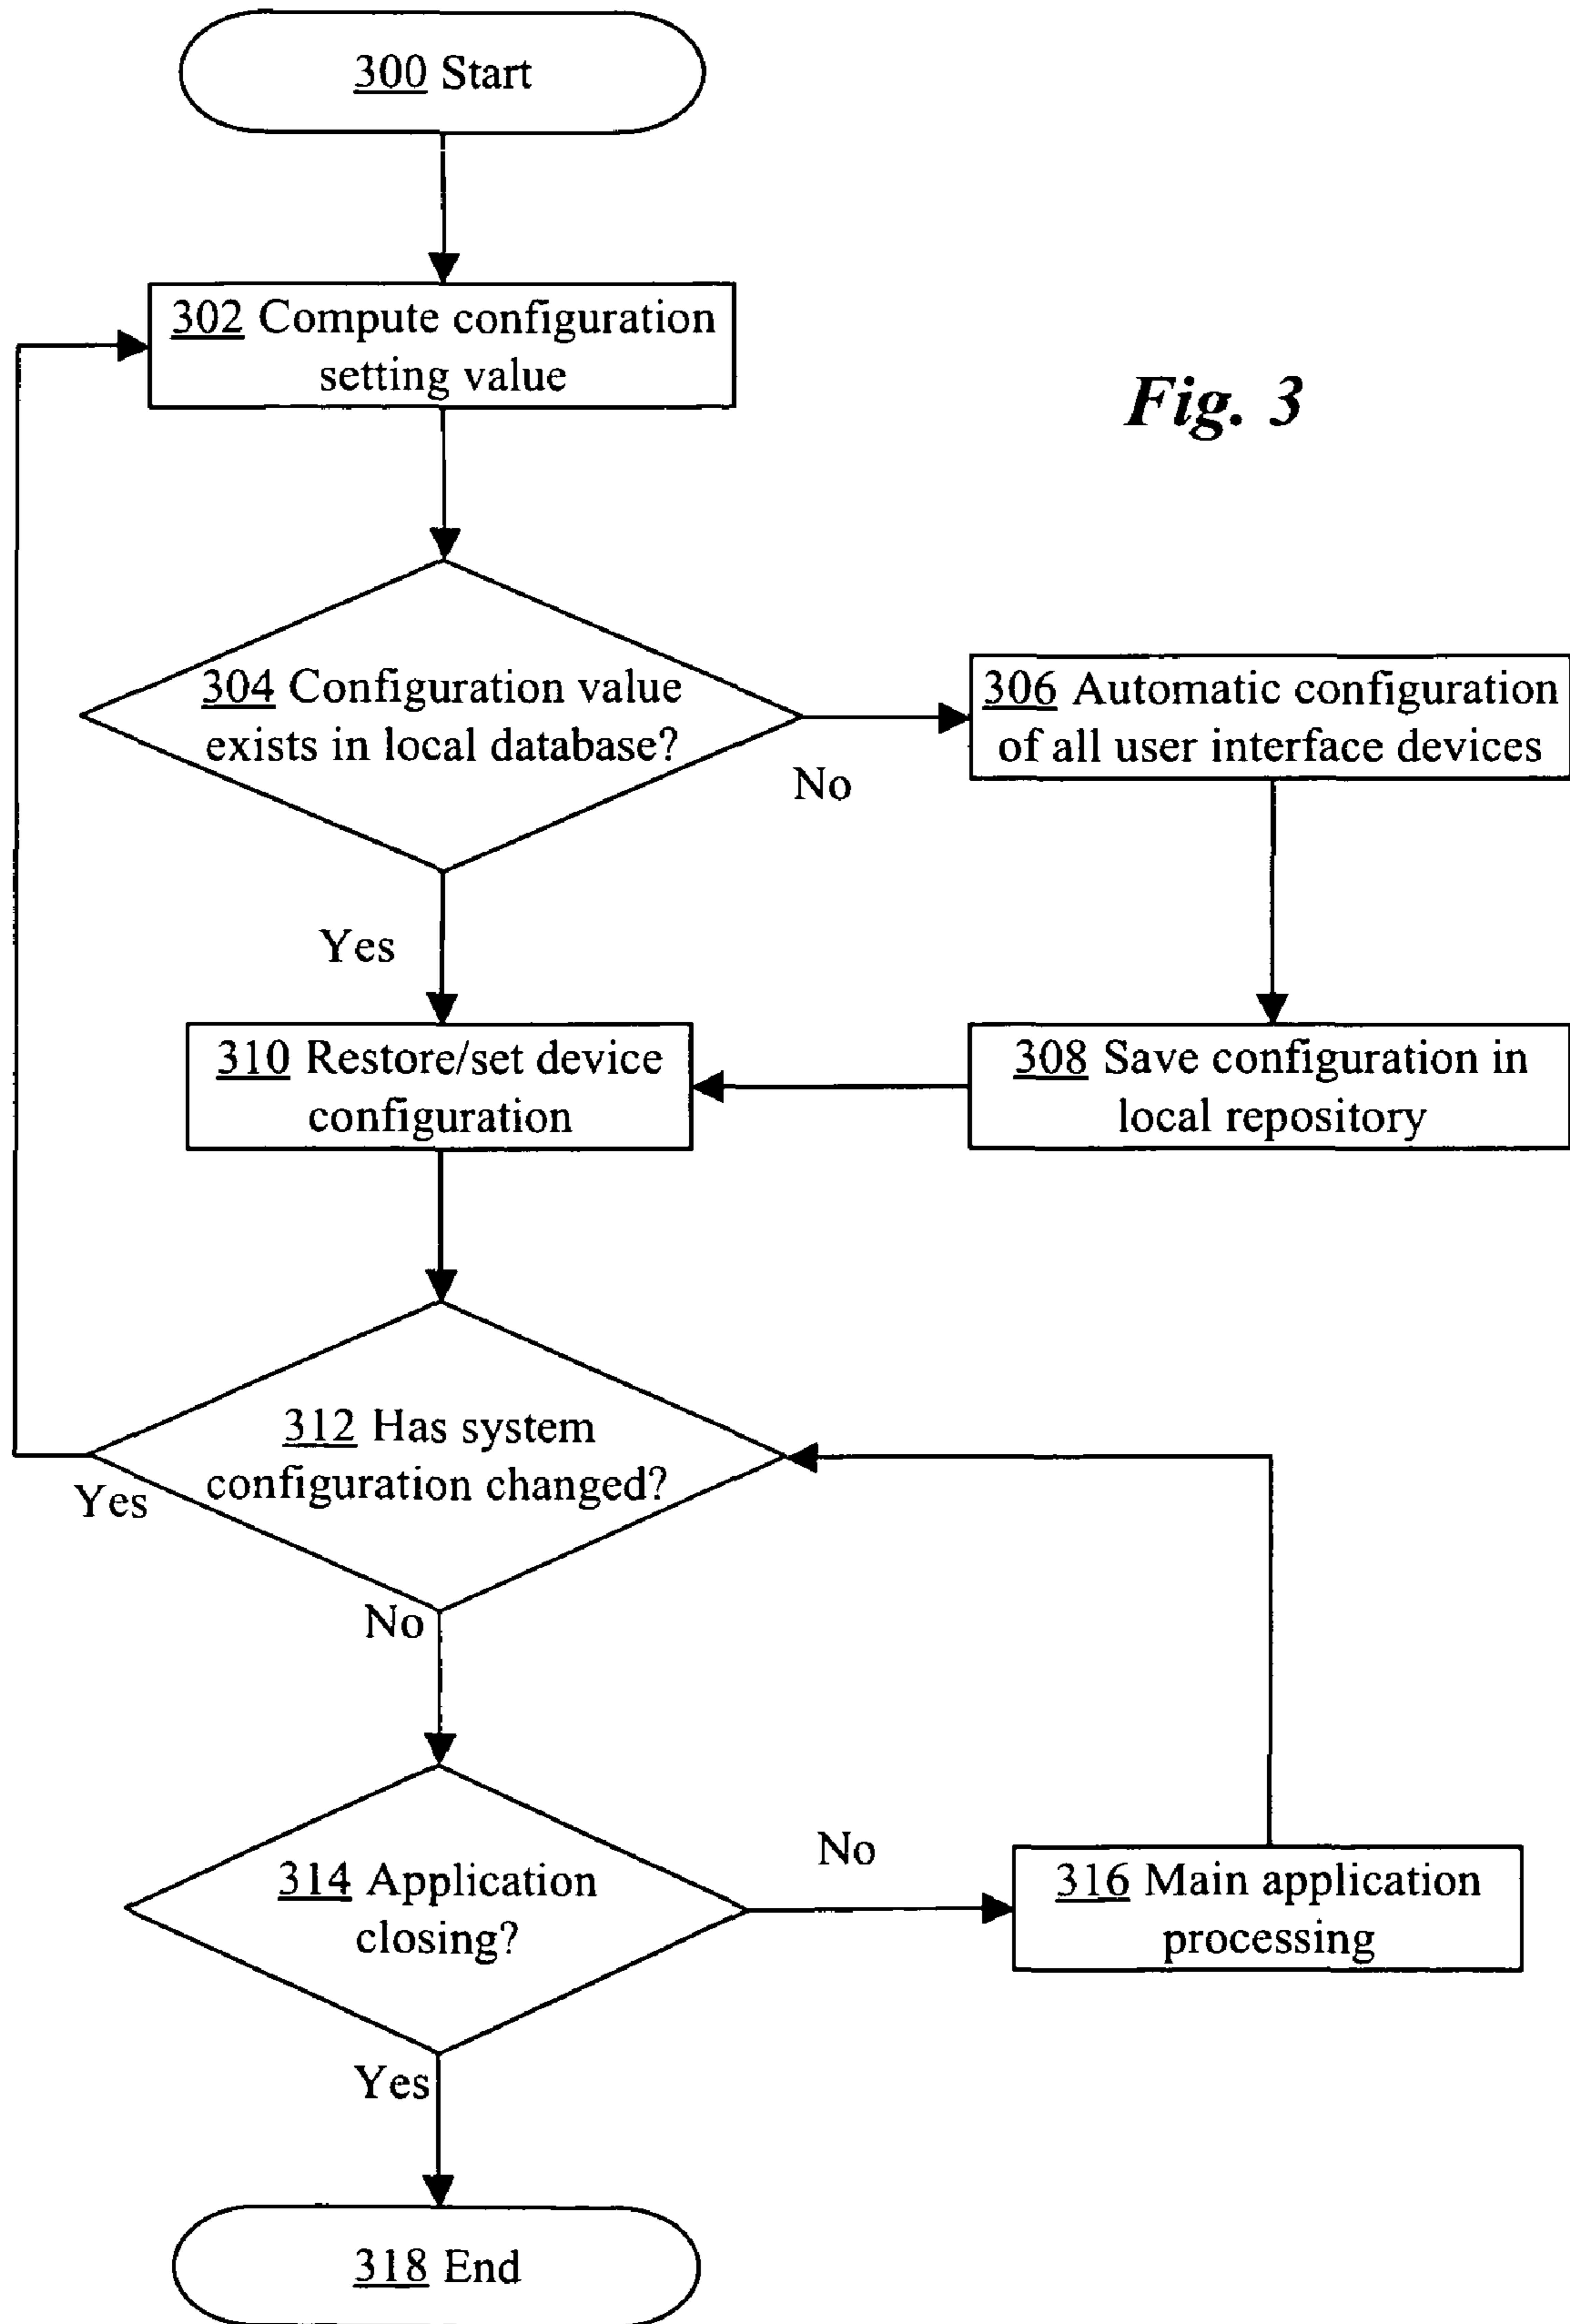 300 Start
302 Compute configuration
setting value
Fig. 3
304 Configuration value
exists in local database?
No
306 Automatic configuration
of all user interface devices
Yes
310 Restore/set device
configuration
308 Save configuration in
local repository
312 Has system
configuration changed?
Yes
No
314 Application
closing?
No
316 Main application
processing
Yes
318 End